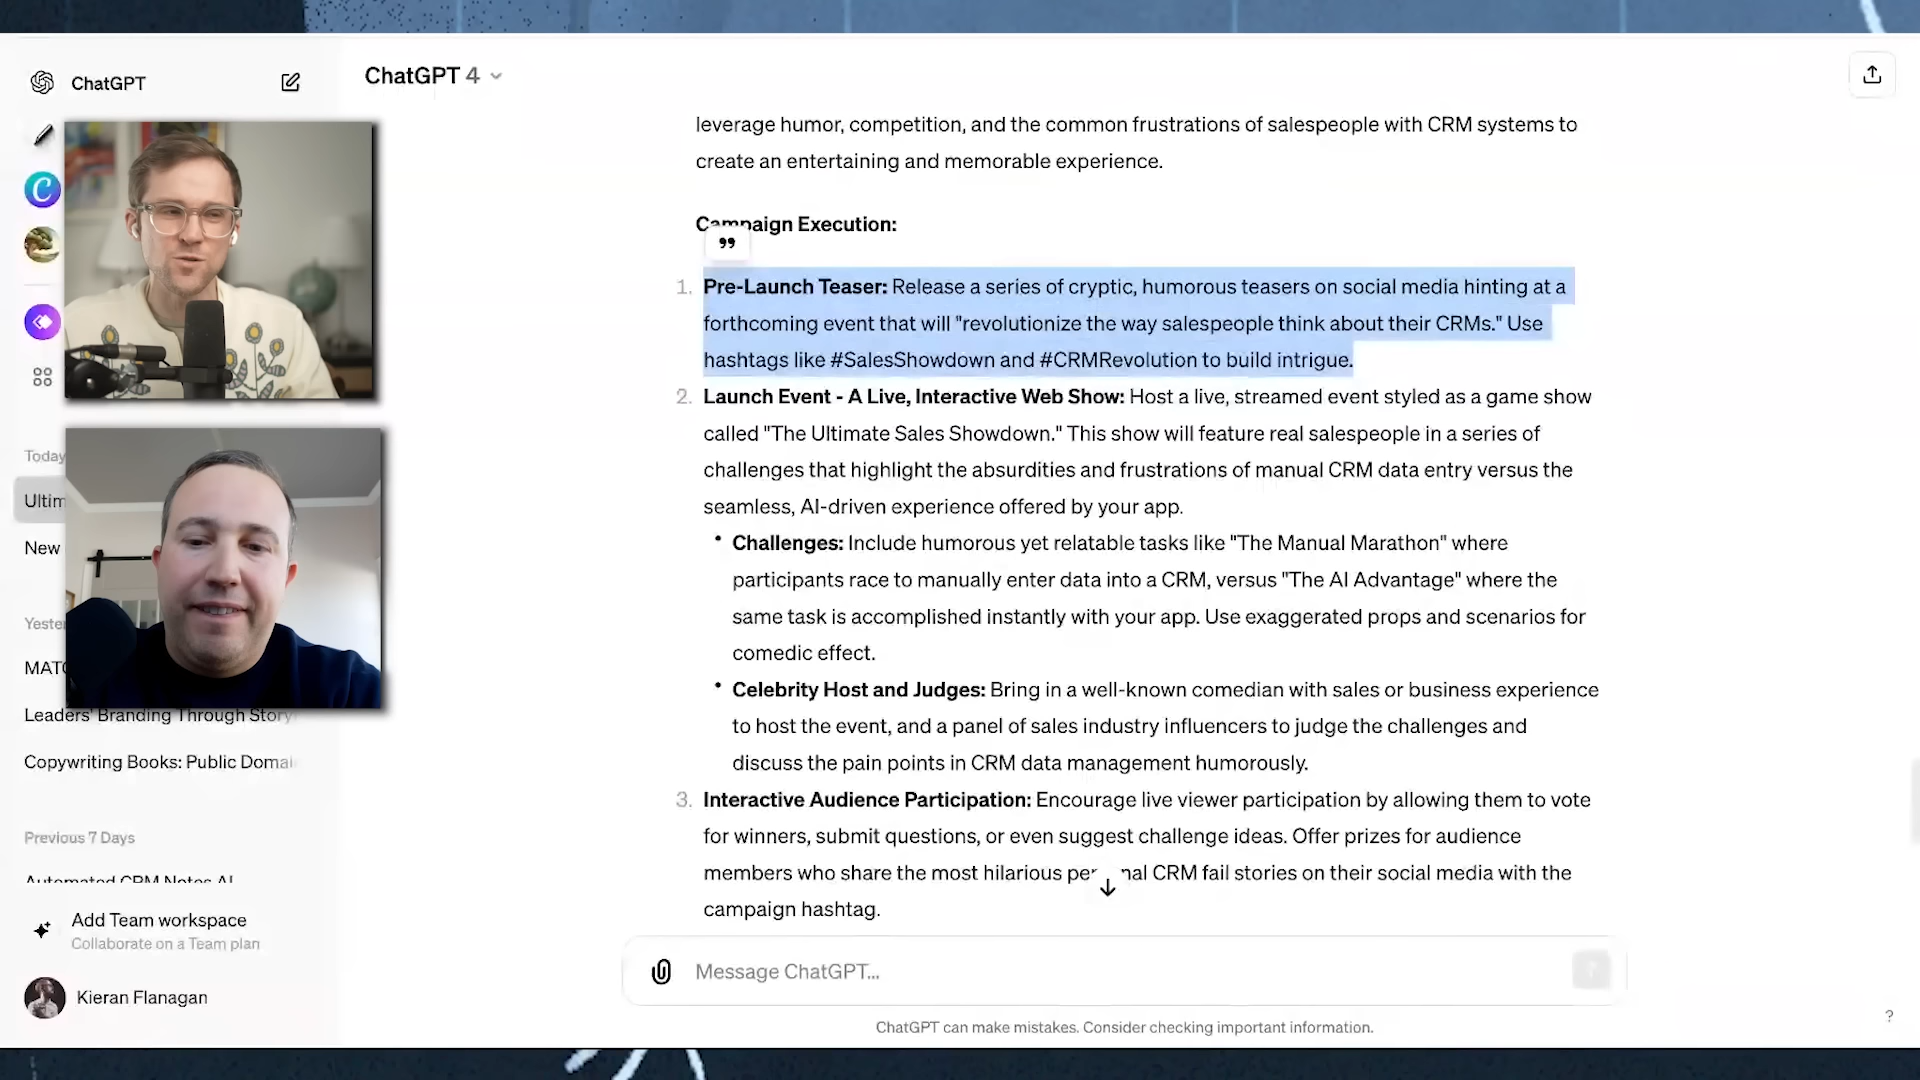 ChatGPT
ChatGPT 4
Today
Ultim
New
Yester
MATC
Leaders' Branding Through Story
Copywriting Books: Public Domai
Previous 7 Days
Automated CRM Notes AI
Add Team workspace
Collaborate on a Team plan
Kieran Flanagan
leverage humor, competition, and the common frustrations of salespeople with CRM systems to
create an entertaining and memorable experience.
Campaign Execution:
1. Pre-Launch Teaser: Release a series of cryptic, humorous teasers on social media hinting at a
forthcoming event that will "revolutionize the way salespeople think about their CRMs." Use
hashtags like #SalesShowdown and #CRMRevolution to build intrigue.
2. Launch Event - A Live, Interactive Web Show: Host a live, streamed event styled as a game show
called "The Ultimate Sales Showdown." This show will feature real salespeople in a series of
challenges that highlight the absurdities and frustrations of manual CRM data entry versus the
seamless, AI-driven experience offered by your app.
• Challenges: Include humorous yet relatable tasks like "The Manual Marathon" where
participants race to manually enter data into a CRM, versus "The AI Advantage" where the
same task is accomplished instantly with your app. Use exaggerated props and scenarios for
comedic effect.
• Celebrity Host and Judges: Bring in a well-known comedian with sales or business experience
to host the event, and a panel of sales industry influencers to judge the challenges and
discuss the pain points in CRM data management humorously.
3. Interactive Audience Participation: Encourage live viewer participation by allowing them to vote
for winners, submit questions, or even suggest challenge ideas. Offer prizes for audience
members who share the most hilarious personal CRM fail stories on their social media with the
campaign hashtag.
Message ChatGPT...
ChatGPT can make mistakes. Consider checking important information.
?